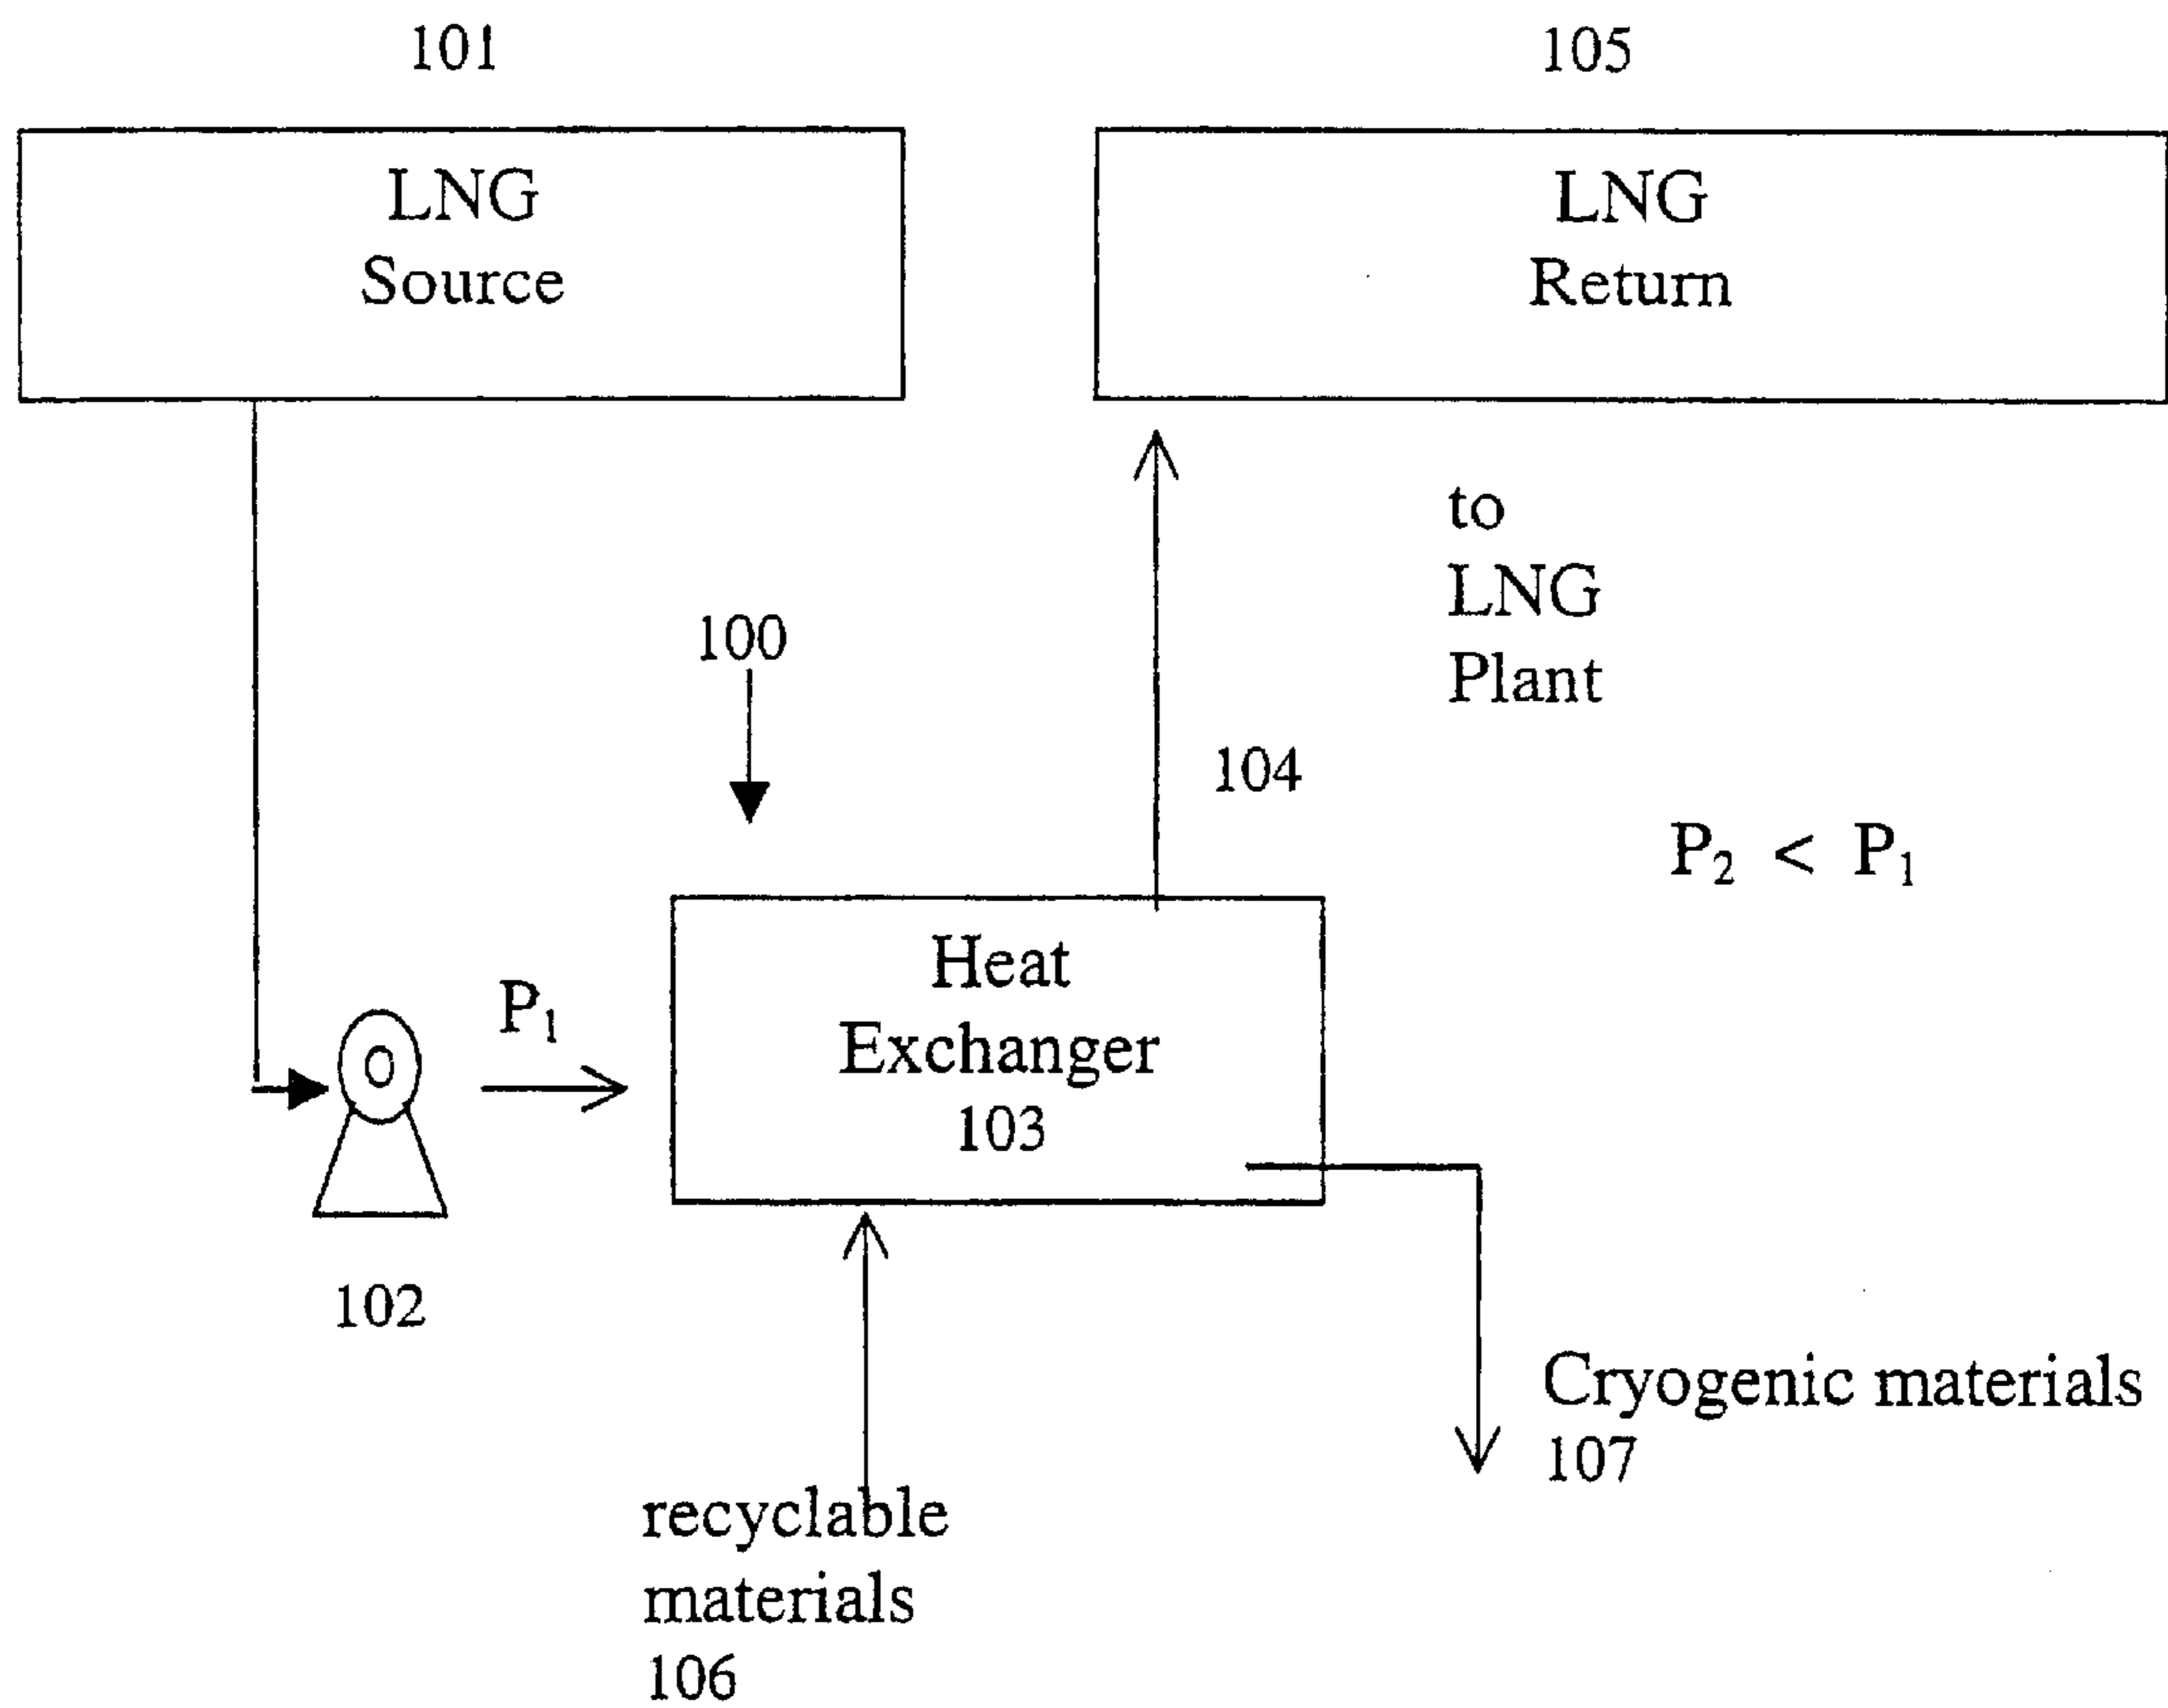 101
105
LNG
Source
LNG
Return
to
LNG
Plant
100
104
P₂ < P₁
P₁
Heat
Exchanger
103
102
Cryogenic materials
107
recyclable
materials
106